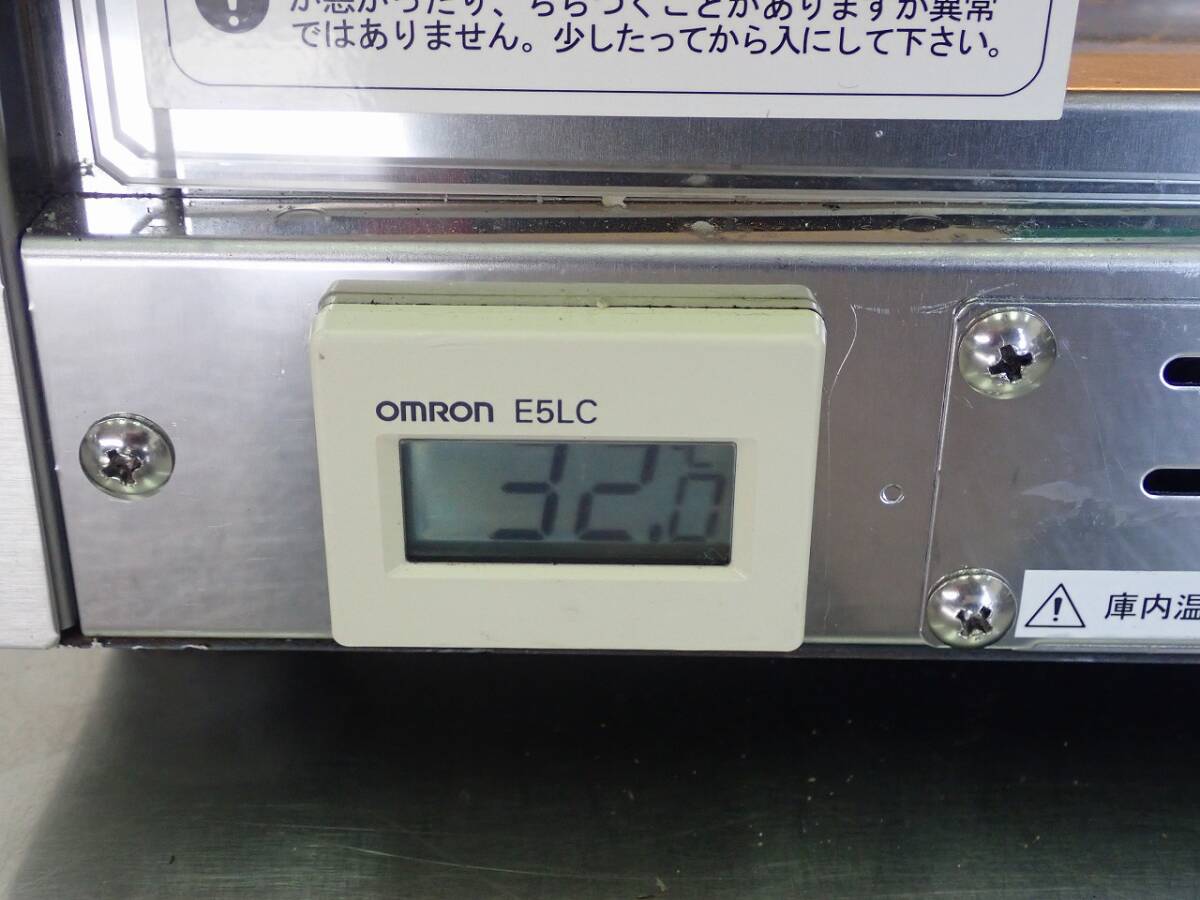 が悪かったり、ちらつくことがありますが異常
ではありません。少したってから入にして下さい。
OMRON E5LC
32.0 ℃
庫内温